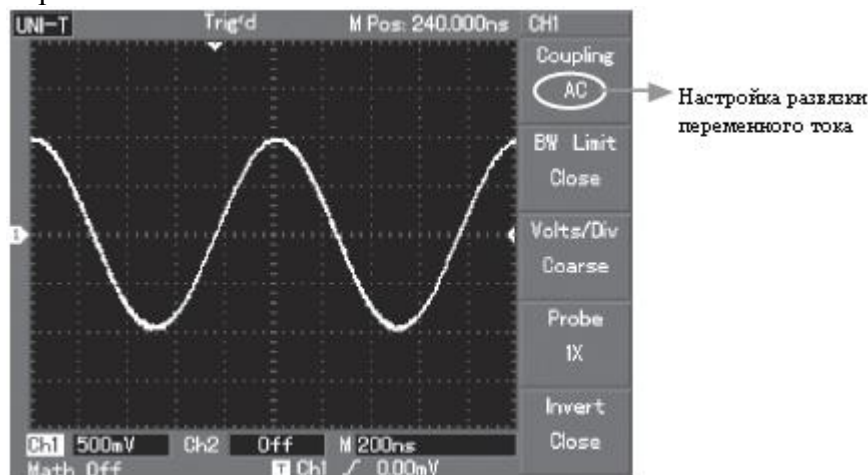 UNI-T Trig'd M Pos: 240.000ns CH1
Coupling
AC
Настройка развязки
переменного тока
BW Limit
Close
1
Volts/Div
Coarse
Probe
1X
Invert
Close
Ch1 500mV Ch2 Off M 200ns
Math Off T Ch1 0.00mV